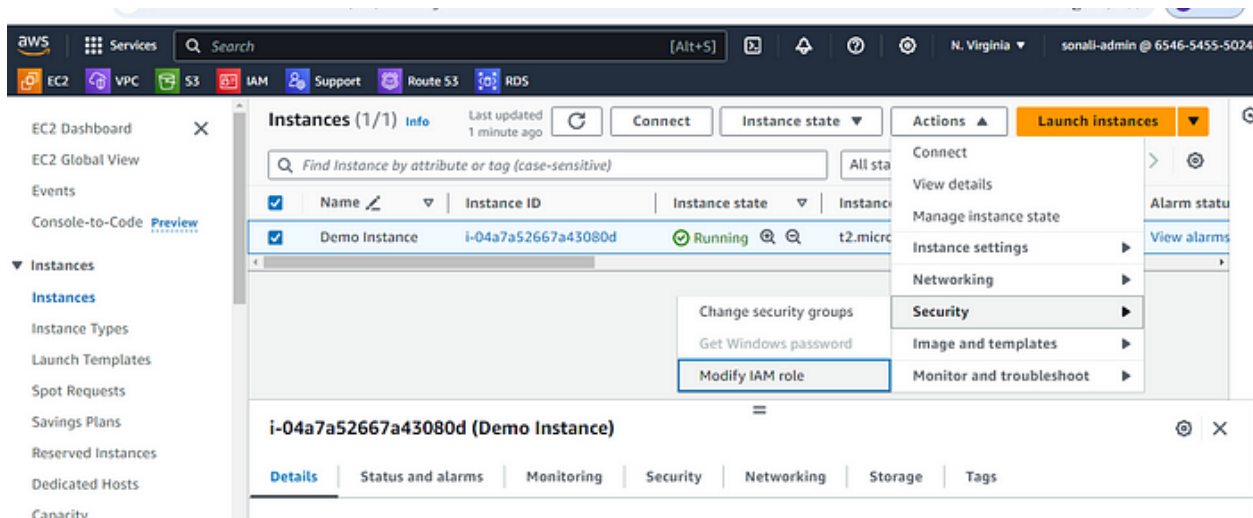 aws Services Search [Alt+S] N. Virginia ▼ sonali-admin @ 6546-5455-5024
EC2 VPC S3 IAM Support Route 53 RDS
EC2 Dashboard
EC2 Global View
Events
Console-to-Code Preview
Instances
Instances
Instance Types
Launch Templates
Spot Requests
Savings Plans
Reserved Instances
Dedicated Hosts
Capacity
Instances (1/1) Info Last updated Connect Instance state ▼ Actions ▲ Launch instances ▼
1 minute ago
Find Instance by attribute or tag (case-sensitive) All sta
Name Instance ID Instance state Instanc Alarm statu
Demo Instance i-04a7a52667a43080d Running t2.micro View alarms
Connect
View details
Manage instance state
Instance settings
Networking
Security
Image and templates
Monitor and troubleshoot
Change security groups
Get Windows password
Modify IAM role
i-04a7a52667a43080d (Demo Instance)
Details Status and alarms Monitoring Security Networking Storage Tags